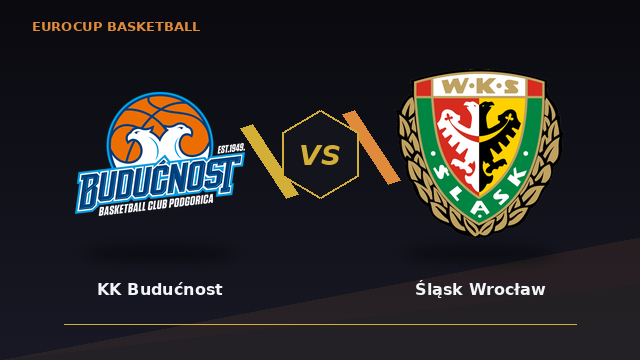 EUROCUP BASKETBALL
W·K·S
EST.1949.
BUDUĆNOST
BASKETBALL CLUB PODGORICA
VS
·ŚLĄSK·
KK Budućnost
Śląsk Wrocław